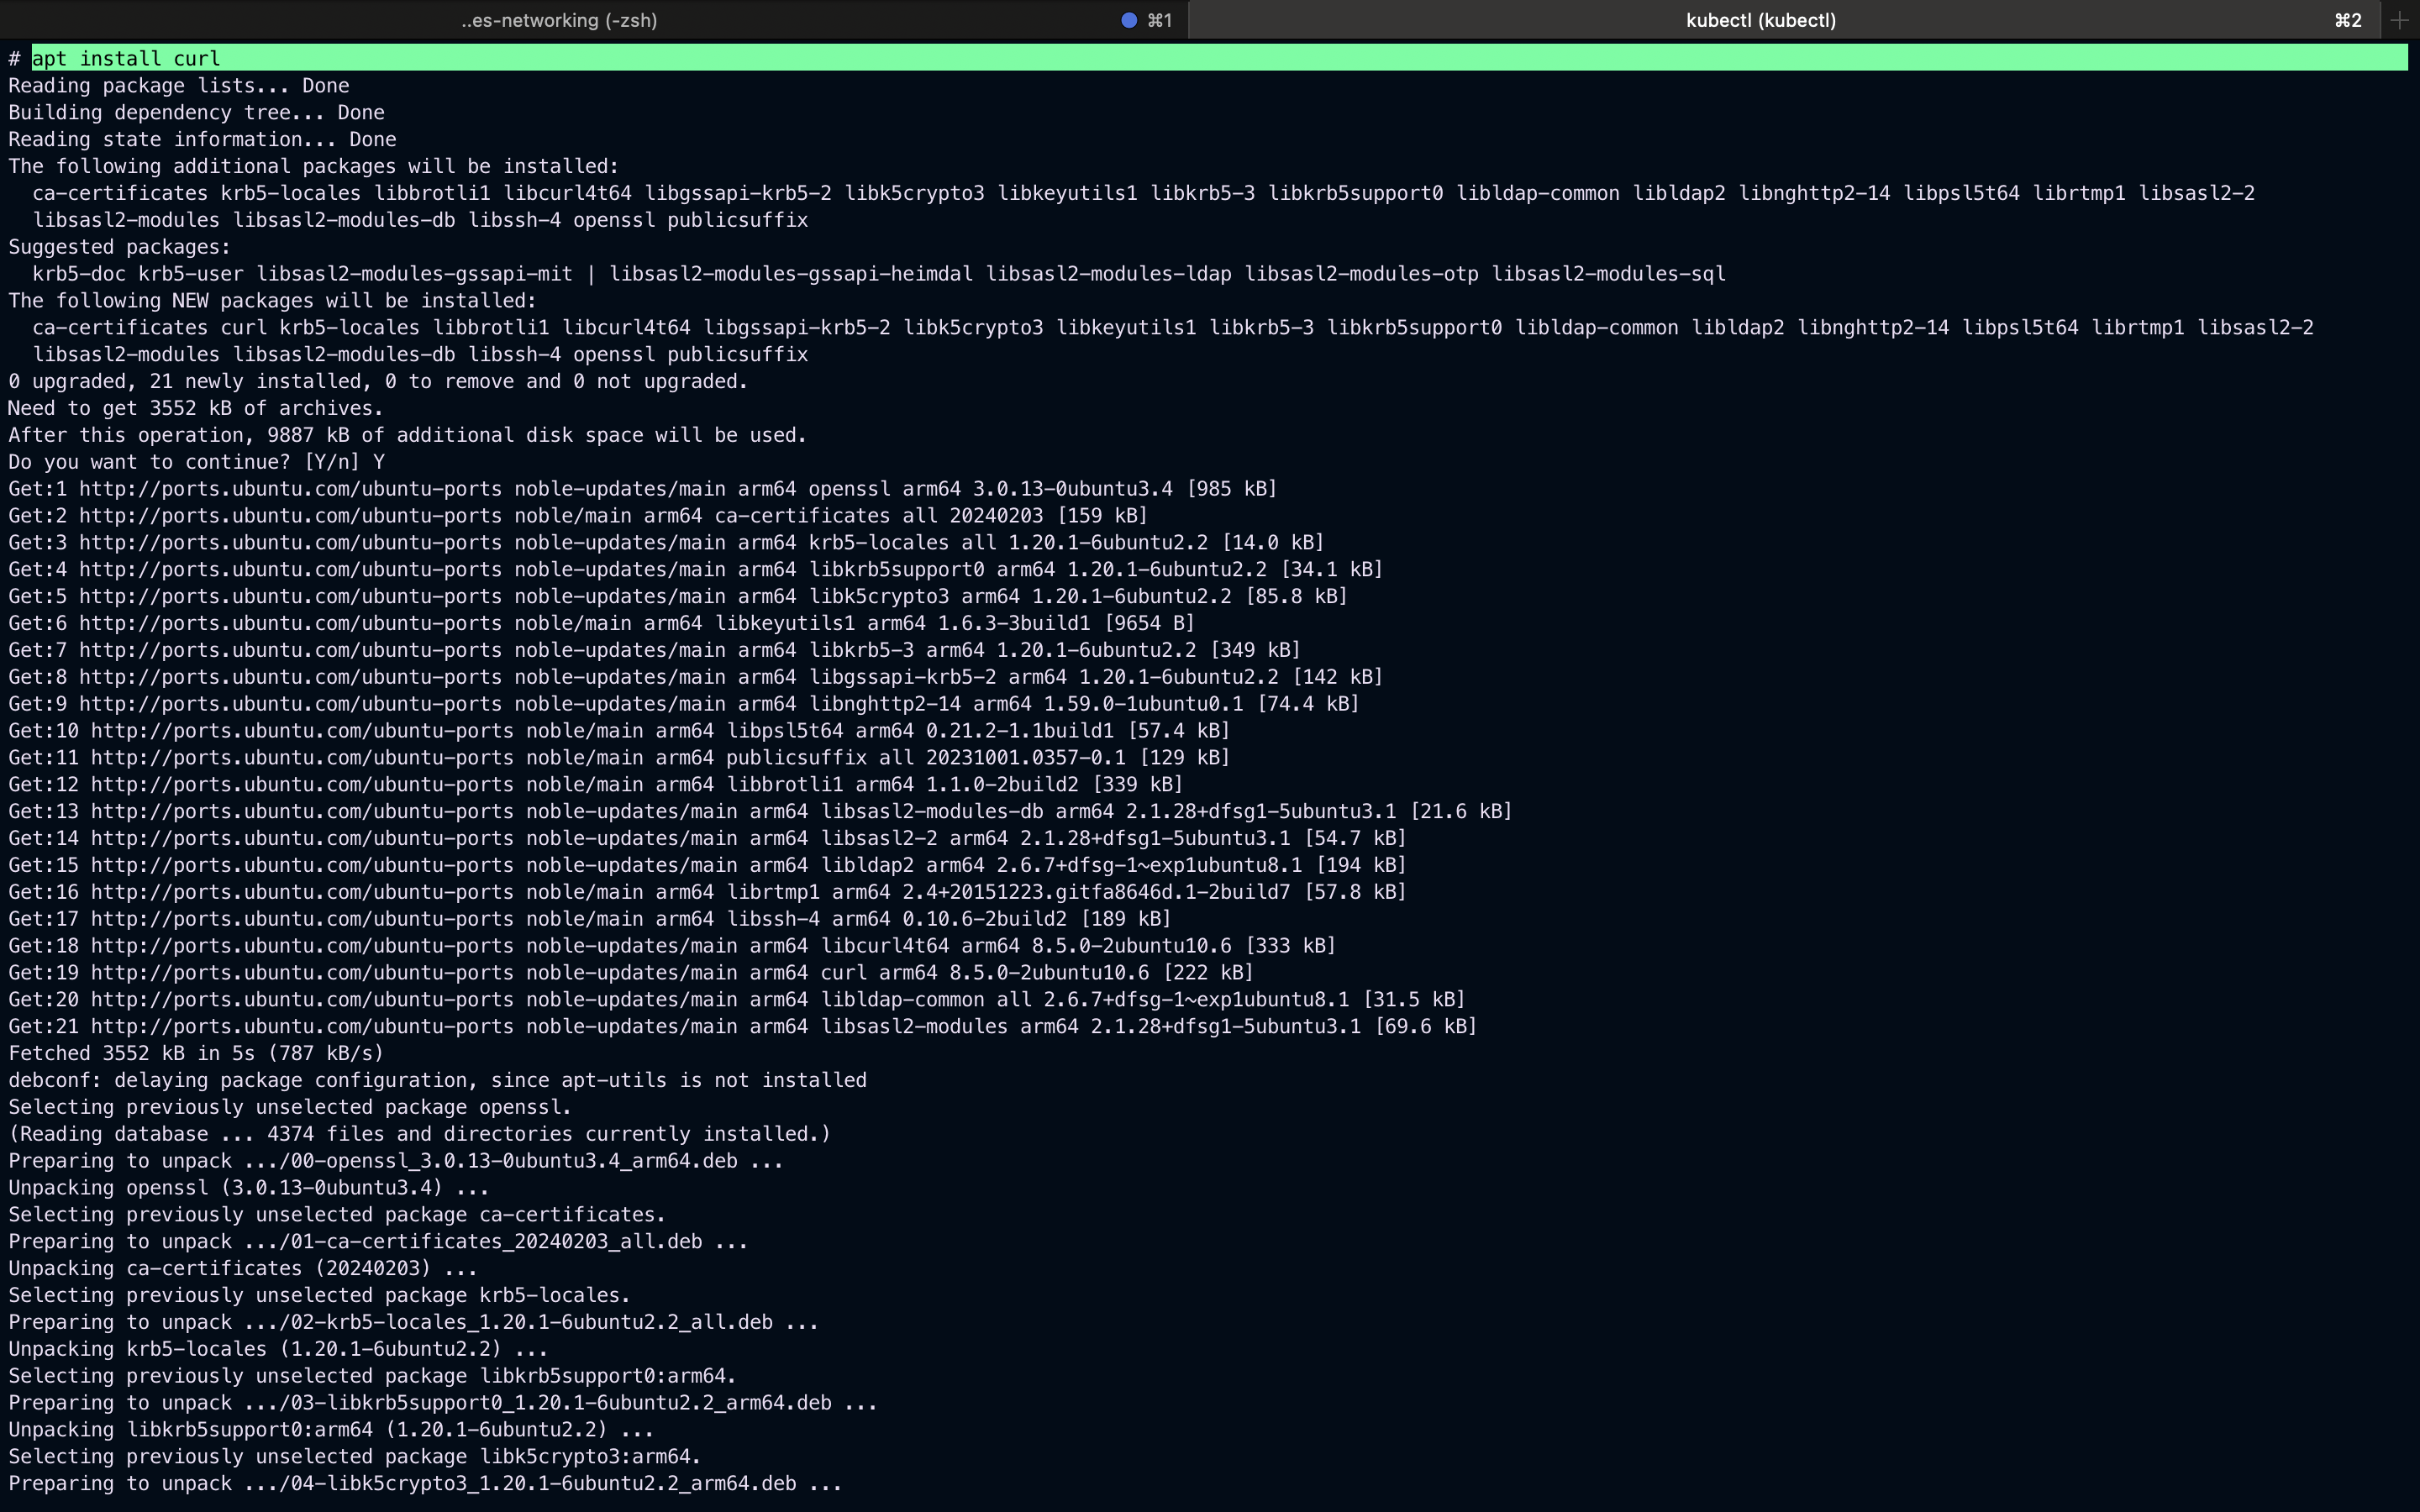 ..es-networking (-zsh)
⌘1
kubectl (kubectl)
⌘2
# apt install curl
Reading package lists... Done
Building dependency tree... Done
Reading state information... Done
The following additional packages will be installed:
  ca-certificates krb5-locales libbrotli1 libcurl4t64 libgssapi-krb5-2 libk5crypto3 libkeyutils1 libkrb5-3 libkrb5support0 libldap-common libldap2 libnghttp2-14 libpsl5t64 librtmp1 libsasl2-2
  libsasl2-modules libsasl2-modules-db libssh-4 openssl publicsuffix
Suggested packages:
  krb5-doc krb5-user libsasl2-modules-gssapi-mit | libsasl2-modules-gssapi-heimdal libsasl2-modules-ldap libsasl2-modules-otp libsasl2-modules-sql
The following NEW packages will be installed:
  ca-certificates curl krb5-locales libbrotli1 libcurl4t64 libgssapi-krb5-2 libk5crypto3 libkeyutils1 libkrb5-3 libkrb5support0 libldap-common libldap2 libnghttp2-14 libpsl5t64 librtmp1 libsasl2-2
  libsasl2-modules libsasl2-modules-db libssh-4 openssl publicsuffix
0 upgraded, 21 newly installed, 0 to remove and 0 not upgraded.
Need to get 3552 kB of archives.
After this operation, 9887 kB of additional disk space will be used.
Do you want to continue? [Y/n] Y
Get:1 http://ports.ubuntu.com/ubuntu-ports noble-updates/main arm64 openssl arm64 3.0.13-0ubuntu3.4 [985 kB]
Get:2 http://ports.ubuntu.com/ubuntu-ports noble/main arm64 ca-certificates all 20240203 [159 kB]
Get:3 http://ports.ubuntu.com/ubuntu-ports noble-updates/main arm64 krb5-locales all 1.20.1-6ubuntu2.2 [14.0 kB]
Get:4 http://ports.ubuntu.com/ubuntu-ports noble-updates/main arm64 libkrb5support0 arm64 1.20.1-6ubuntu2.2 [34.1 kB]
Get:5 http://ports.ubuntu.com/ubuntu-ports noble-updates/main arm64 libk5crypto3 arm64 1.20.1-6ubuntu2.2 [85.8 kB]
Get:6 http://ports.ubuntu.com/ubuntu-ports noble/main arm64 libkeyutils1 arm64 1.6.3-3build1 [9654 B]
Get:7 http://ports.ubuntu.com/ubuntu-ports noble-updates/main arm64 libkrb5-3 arm64 1.20.1-6ubuntu2.2 [349 kB]
Get:8 http://ports.ubuntu.com/ubuntu-ports noble-updates/main arm64 libgssapi-krb5-2 arm64 1.20.1-6ubuntu2.2 [142 kB]
Get:9 http://ports.ubuntu.com/ubuntu-ports noble-updates/main arm64 libnghttp2-14 arm64 1.59.0-1ubuntu0.1 [74.4 kB]
Get:10 http://ports.ubuntu.com/ubuntu-ports noble/main arm64 libpsl5t64 arm64 0.21.2-1.1build1 [57.4 kB]
Get:11 http://ports.ubuntu.com/ubuntu-ports noble/main arm64 publicsuffix all 20231001.0357-0.1 [129 kB]
Get:12 http://ports.ubuntu.com/ubuntu-ports noble/main arm64 libbrotli1 arm64 1.1.0-2build2 [339 kB]
Get:13 http://ports.ubuntu.com/ubuntu-ports noble-updates/main arm64 libsasl2-modules-db arm64 2.1.28+dfsg1-5ubuntu3.1 [21.6 kB]
Get:14 http://ports.ubuntu.com/ubuntu-ports noble-updates/main arm64 libsasl2-2 arm64 2.1.28+dfsg1-5ubuntu3.1 [54.7 kB]
Get:15 http://ports.ubuntu.com/ubuntu-ports noble-updates/main arm64 libldap2 arm64 2.6.7+dfsg-1~exp1ubuntu8.1 [194 kB]
Get:16 http://ports.ubuntu.com/ubuntu-ports noble/main arm64 librtmp1 arm64 2.4+20151223.gitfa8646d.1-2build7 [57.8 kB]
Get:17 http://ports.ubuntu.com/ubuntu-ports noble/main arm64 libssh-4 arm64 0.10.6-2build2 [189 kB]
Get:18 http://ports.ubuntu.com/ubuntu-ports noble-updates/main arm64 libcurl4t64 arm64 8.5.0-2ubuntu10.6 [333 kB]
Get:19 http://ports.ubuntu.com/ubuntu-ports noble-updates/main arm64 curl arm64 8.5.0-2ubuntu10.6 [222 kB]
Get:20 http://ports.ubuntu.com/ubuntu-ports noble-updates/main arm64 libldap-common all 2.6.7+dfsg-1~exp1ubuntu8.1 [31.5 kB]
Get:21 http://ports.ubuntu.com/ubuntu-ports noble-updates/main arm64 libsasl2-modules arm64 2.1.28+dfsg1-5ubuntu3.1 [69.6 kB]
Fetched 3552 kB in 5s (787 kB/s)
debconf: delaying package configuration, since apt-utils is not installed
Selecting previously unselected package openssl.
(Reading database ... 4374 files and directories currently installed.)
Preparing to unpack .../00-openssl_3.0.13-0ubuntu3.4_arm64.deb ...
Unpacking openssl (3.0.13-0ubuntu3.4) ...
Selecting previously unselected package ca-certificates.
Preparing to unpack .../01-ca-certificates_20240203_all.deb ...
Unpacking ca-certificates (20240203) ...
Selecting previously unselected package krb5-locales.
Preparing to unpack .../02-krb5-locales_1.20.1-6ubuntu2.2_all.deb ...
Unpacking krb5-locales (1.20.1-6ubuntu2.2) ...
Selecting previously unselected package libkrb5support0:arm64.
Preparing to unpack .../03-libkrb5support0_1.20.1-6ubuntu2.2_arm64.deb ...
Unpacking libkrb5support0:arm64 (1.20.1-6ubuntu2.2) ...
Selecting previously unselected package libk5crypto3:arm64.
Preparing to unpack .../04-libk5crypto3_1.20.1-6ubuntu2.2_arm64.deb ...